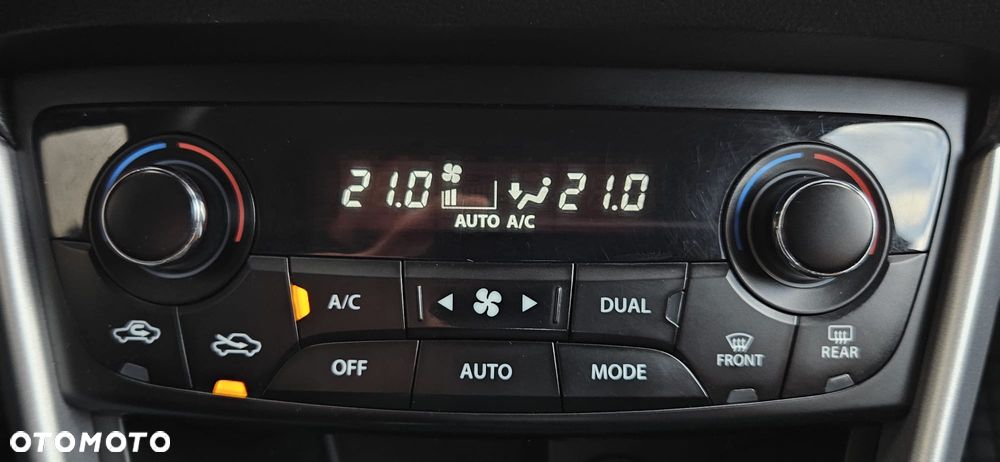 21.0 21.0
AUTO A/C
A/C
DUAL
FRONT
REAR
OFF
AUTO
MODE
OTOMOTO